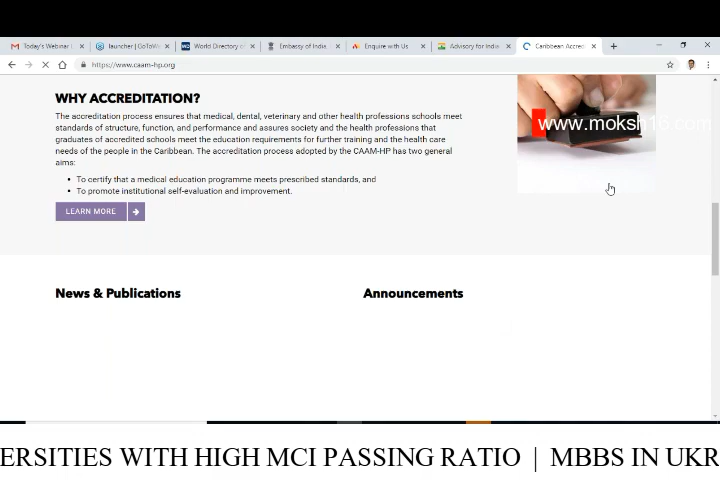 Today's Webinar
launcher | GoToW
World Directory o
Embassy of India
Enquire with Us
Advisory for India
Caribbean Accre
https://www.caam-hp.org
WHY ACCREDITATION?
The accreditation process ensures that medical, dental, veterinary and other health professions schools meet
standards of structure, function, and performance and assures society and the health professions that
graduates of accredited schools meet the education requirements for further training and the health care
needs of the people in the Caribbean. The accreditation process adopted by the CAAM-HP has two general
aims:
To certify that a medical education programme meets prescribed standards, and
To promote institutional self-evaluation and improvement.
LEARN MORE
www.moksh16.com
News & Publications
Announcements
ERSITIES WITH HIGH MCI PASSING RATIO | MBBS IN UKR